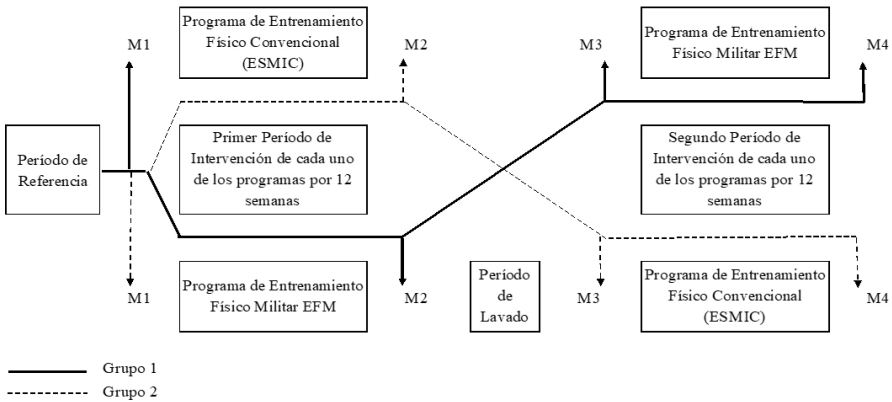 M1
Programa de Entrenamiento
Físico Convencional
(ESMIC)
M2
M3
Programa de Entrenamiento
Físico Militar EFM
M4
Período de
Referencia
Primer Período de
Intervención de cada uno
de los programas por 12
semanas
Segundo Período de
Intervención de cada uno
de los programas por 12
semanas
M1
Programa de Entrenamiento
Físico Militar EFM
M2
Período
de
Lavado
M3
Programa de Entrenamiento
Físico Convencional
(ESMIC)
M4
Grupo 1
Grupo 2